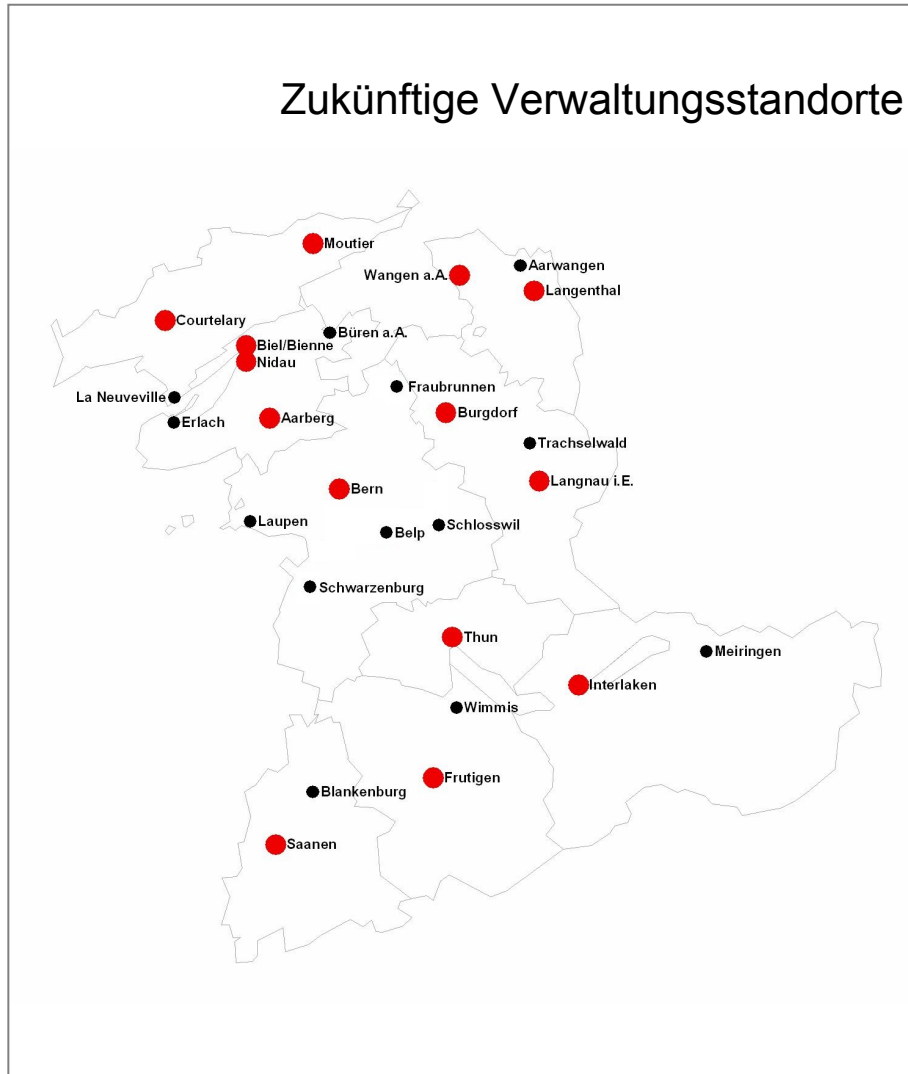 Zukünftige Verwaltungsstandorte
Moutier
Wangen a.A.
Aarwangen
Langenthal
Courtelary
Büren a.A.
Biel/Bienne
Nidau
La Neuveville
Fraubrunnen
Erlach
Aarberg
Burgdorf
Trachselwald
Bern
Langnau i.E.
Laupen
Belp
Schlosswil
Schwarzenburg
Thun
Meiringen
Interlaken
Wimmis
Frutigen
Blankenburg
Saanen